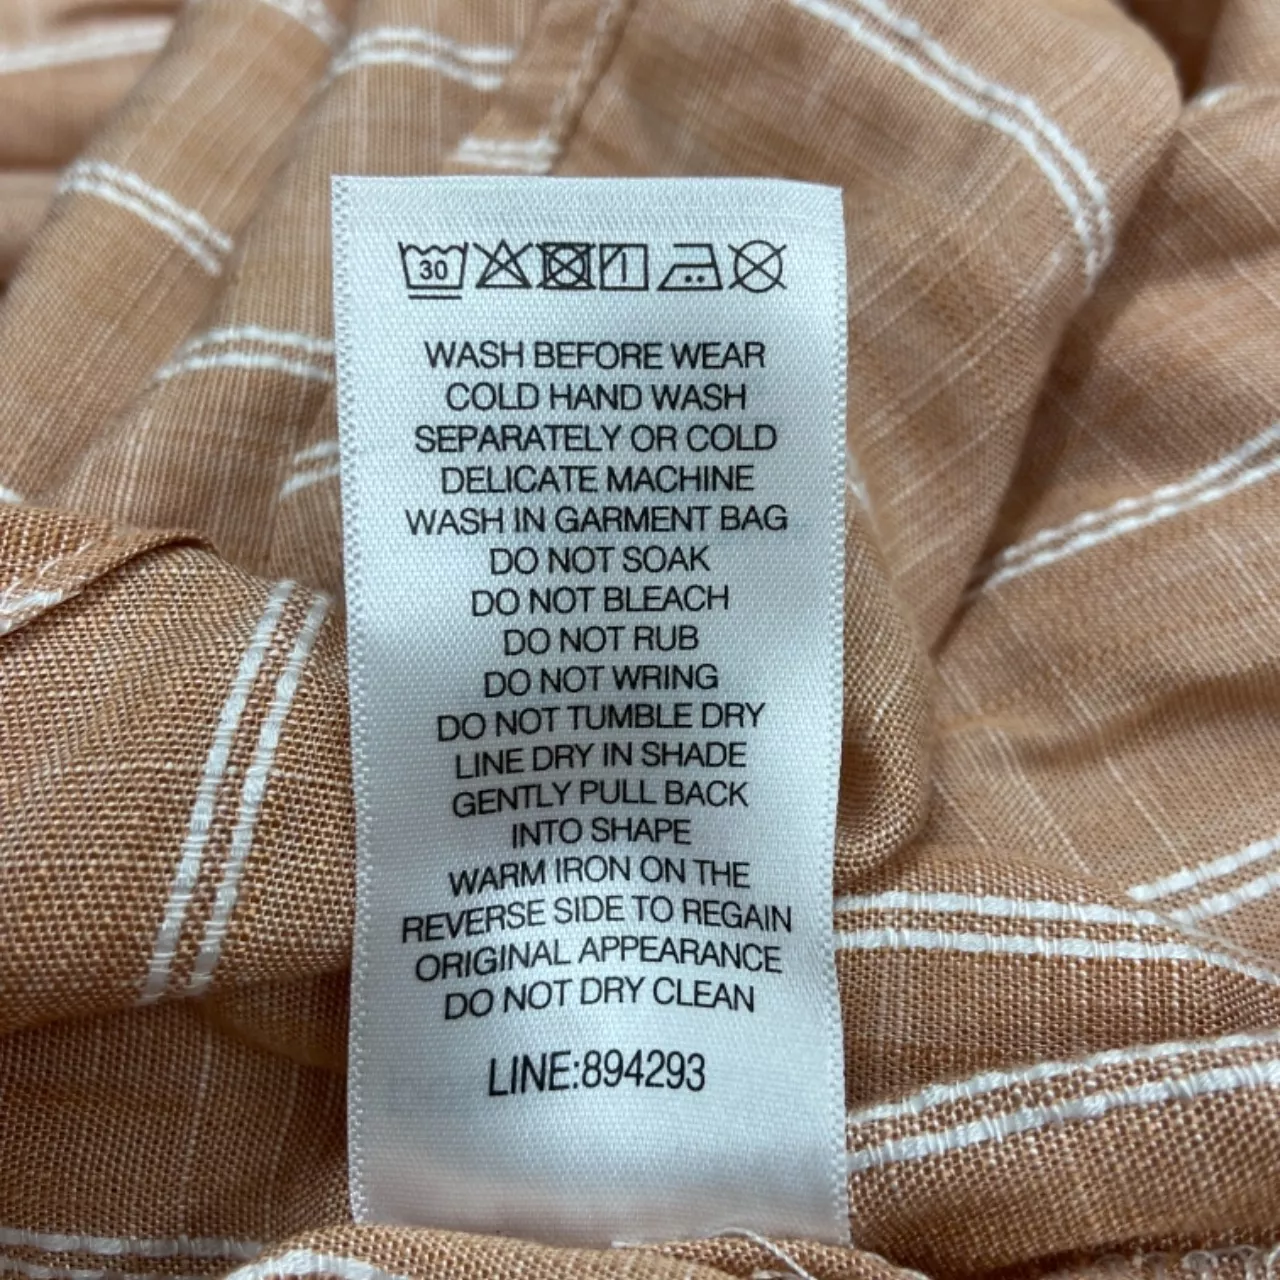 30
WASH BEFORE WEAR
COLD HAND WASH
SEPARATELY OR COLD
DELICATE MACHINE
WASH IN GARMENT BAG
DO NOT SOAK
DO NOT BLEACH
DO NOT RUB
DO NOT WRING
DO NOT TUMBLE DRY
LINE DRY IN SHADE
GENTLY PULL BACK
INTO SHAPE
WARM IRON ON THE
REVERSE SIDE TO REGAIN
ORIGINAL APPEARANCE
DO NOT DRY CLEAN
LINE:894293